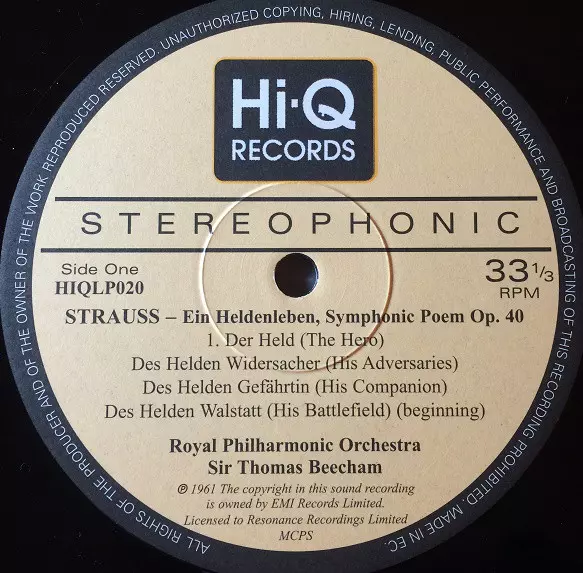 ALL RIGHTS OF THE PRODUCER AND OF THE OWNER OF THE WORK REPRODUCED RESERVED. UNAUTHORIZED COPYING, HIRING, LENDING, PUBLIC PERFORMANCE AND BROADCASTING OF THIS RECORDING PROHIBITED. MADE IN EC.
Hi-Q
RECORDS
STEREOPHONIC
Side One
HIQLP020
33 1/3
RPM
STRAUSS – Ein Heldenleben, Symphonic Poem Op. 40
1. Der Held (The Hero)
Des Helden Widersacher (His Adversaries)
Des Helden Gefährtin (His Companion)
Des Helden Walstatt (His Battlefield) (beginning)
Royal Philharmonic Orchestra
Sir Thomas Beecham
℗ 1961 The copyright in this sound recording
is owned by EMI Records Limited.
Licensed to Resonance Recordings Limited
MCPS